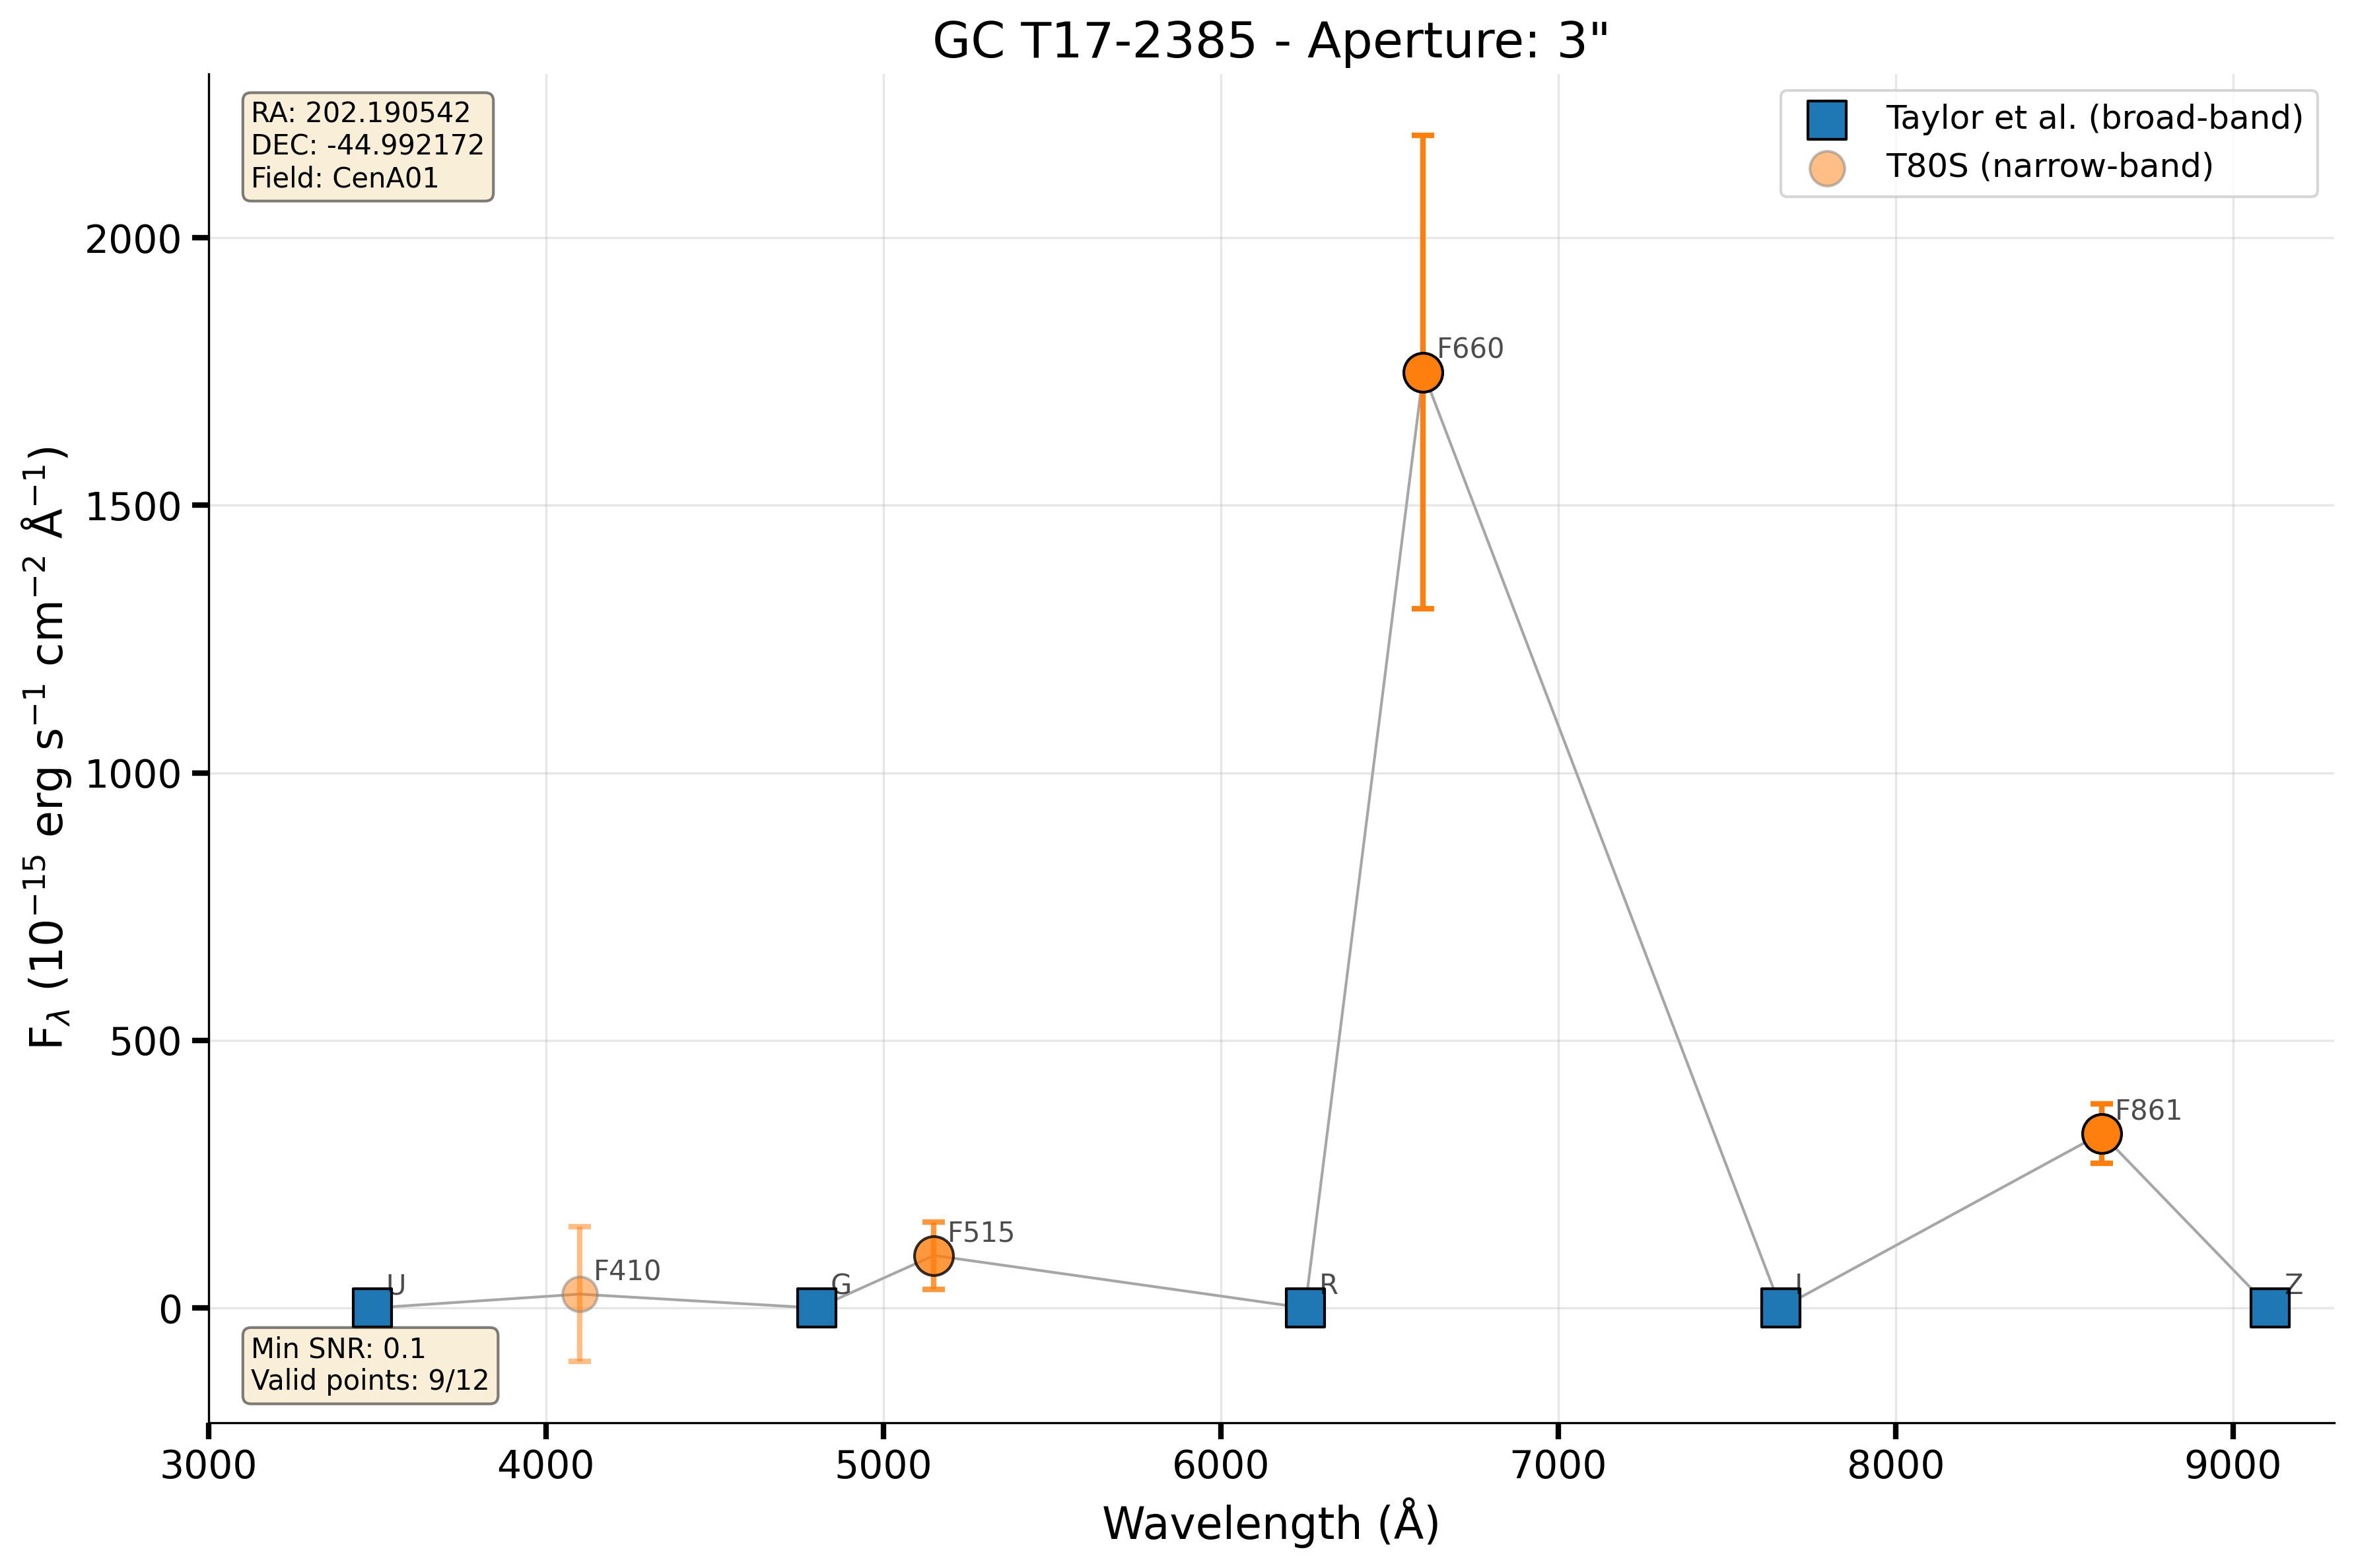 GC T17-2385 - Aperture: 3"
RA: 202.190542
DEC: -44.992172
Field: CenA01
Taylor et al. (broad-band)
T80S (narrow-band)
F660
F861
F515
F410
U
G
R
I
Z
Min SNR: 0.1
Valid points: 9/12
2000
1500
1000
500
0
3000 4000 5000 6000 7000 8000 9000
Wavelength (Å)
Fλ (10⁻¹⁵ erg s⁻¹ cm⁻² Å⁻¹)